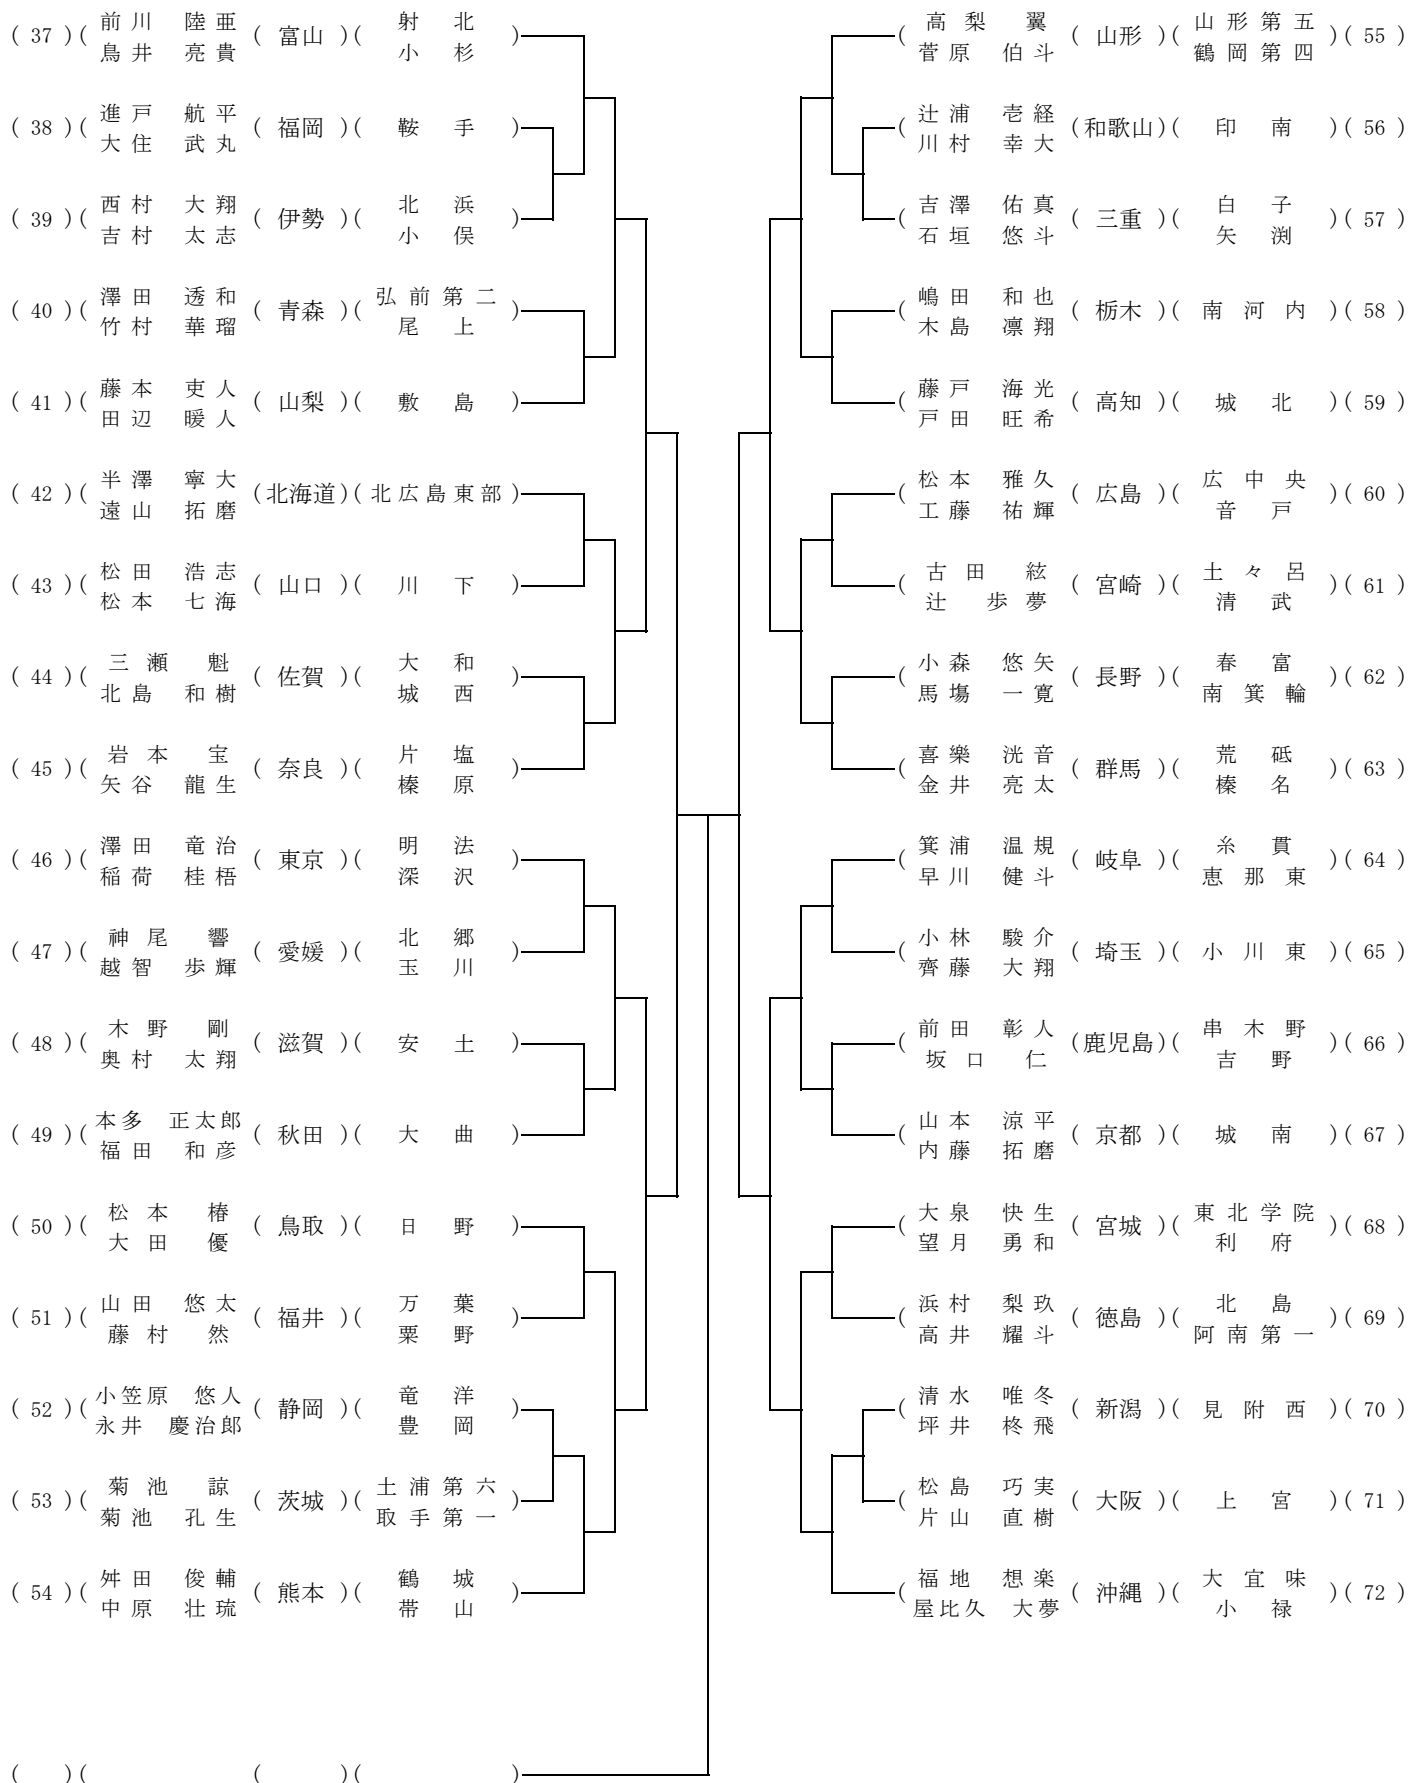 ( 37 )( 前川 陸亜 ( 富山 )( 射北 )
鳥井 亮貴 小杉
( 38 )( 進戸 航平 ( 福岡 )( 鞍手 )
大住 武丸
( 39 )( 西村 大翔 ( 伊勢 )( 北浜 )
吉村 太志 小俣
( 40 )( 澤田 透和 ( 青森 )( 弘前第二 )
竹村 華瑠 尾上
( 41 )( 藤本 吏人 ( 山梨 )( 敷島 )
田辺 暖人
( 42 )( 半澤 寧大 (北海道)( 北広島東部 )
遠山 拓磨
( 43 )( 松田 浩志 ( 山口 )( 川下 )
松本 七海
( 44 )( 三瀬 魁 ( 佐賀 )( 大和 )
北島 和樹 城西
( 45 )( 岩本 宝 ( 奈良 )( 片塩 )
矢谷 龍生 榛原
( 46 )( 澤田 竜治 ( 東京 )( 明法 )
稲荷 桂梧 深沢
( 47 )( 神尾 響 ( 愛媛 )( 北郷 )
越智 歩輝 玉川
( 48 )( 木野 剛 ( 滋賀 )( 安土 )
奥村 太翔
( 49 )( 本多 正太郎 ( 秋田 )( 大曲 )
福田 和彦
( 50 )( 松本 椿 ( 鳥取 )( 日野 )
大田 優
( 51 )( 山田 悠太 ( 福井 )( 万葉 )
藤村 然 粟野
( 52 )( 小笠原 悠人 ( 静岡 )( 竜洋 )
永井 慶治郎 豊岡
( 53 )( 菊池 諒 ( 茨城 )( 土浦第六 )
菊池 孔生 取手第一
( 54 )( 舛田 俊輔 ( 熊本 )( 鶴城 )
中原 壮琉 帯山
( )( ( )( )
( 高梨 翼 ( 山形 )( 山形第五 )( 55 )
菅原 伯斗 鶴岡第四
( 辻浦 壱経 (和歌山)( 印南 )( 56 )
川村 幸大
( 吉澤 佑真 ( 三重 )( 白子 )( 57 )
石垣 悠斗 矢渕
( 嶋田 和也 ( 栃木 )( 南河内 )( 58 )
木島 凛翔
( 藤戸 海光 ( 高知 )( 城北 )( 59 )
戸田 旺希
( 松本 雅久 ( 広島 )( 広中央 )( 60 )
工藤 祐輝 音戸
( 古田 絃 ( 宮崎 )( 土々呂 )( 61 )
辻 歩夢 清武
( 小森 悠矢 ( 長野 )( 春富 )( 62 )
馬場 一寛 南箕輪
( 喜樂 洸音 ( 群馬 )( 荒砥 )( 63 )
金井 亮太 榛名
( 箕浦 温規 ( 岐阜 )( 糸貫 )( 64 )
早川 健斗 恵那東
( 小林 駿介 ( 埼玉 )( 小川東 )( 65 )
齊藤 大翔
( 前田 彰人 (鹿児島)( 串木野 )( 66 )
坂口 仁 吉野
( 山本 涼平 ( 京都 )( 城南 )( 67 )
内藤 拓磨
( 大泉 快生 ( 宮城 )( 東北学院 )( 68 )
望月 勇和 利府
( 浜村 梨玖 ( 徳島 )( 北島 )( 69 )
高井 耀斗 阿南第一
( 清水 唯冬 ( 新潟 )( 見附西 )( 70 )
坪井 柊飛
( 松島 巧実 ( 大阪 )( 上宮 )( 71 )
片山 直樹
( 福地 想楽 ( 沖縄 )( 大宜味 )( 72 )
屋比久 大夢 小禄